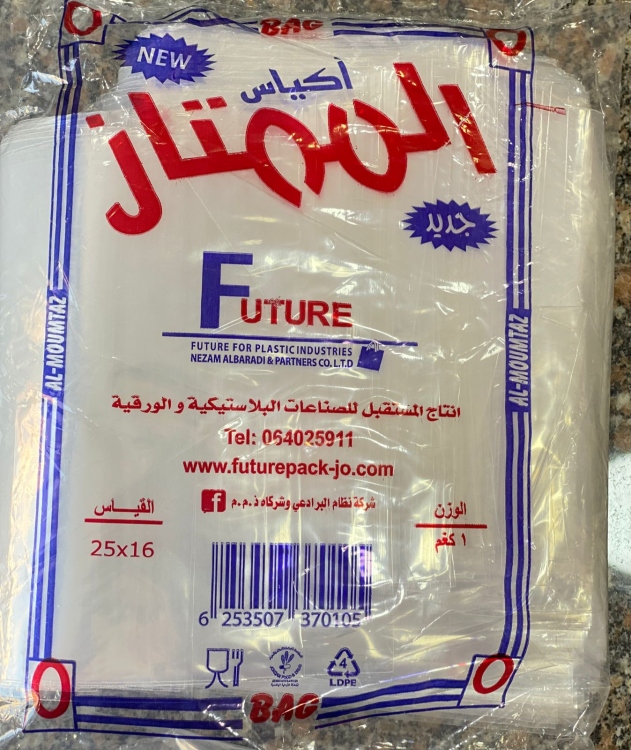 BAG
NEW
أكياس
الممتاز
جديد
FUTURE
FUTURE FOR PLASTIC INDUSTRIES
NEZAM ALBARADI & PARTNERS CO. L.T.D
AL-MOUMTAZ
AL-MOUMTAZ
انتاج المستقبل للصناعات البلاستيكية و الورقية
Tel: 064025911
www.futurepack-jo.com
شركة نظام البرادعي وشركاه ذ.م.م
القياس
25x16
الوزن
١ كغم
6 253507 370105
4
LDPE
BAG